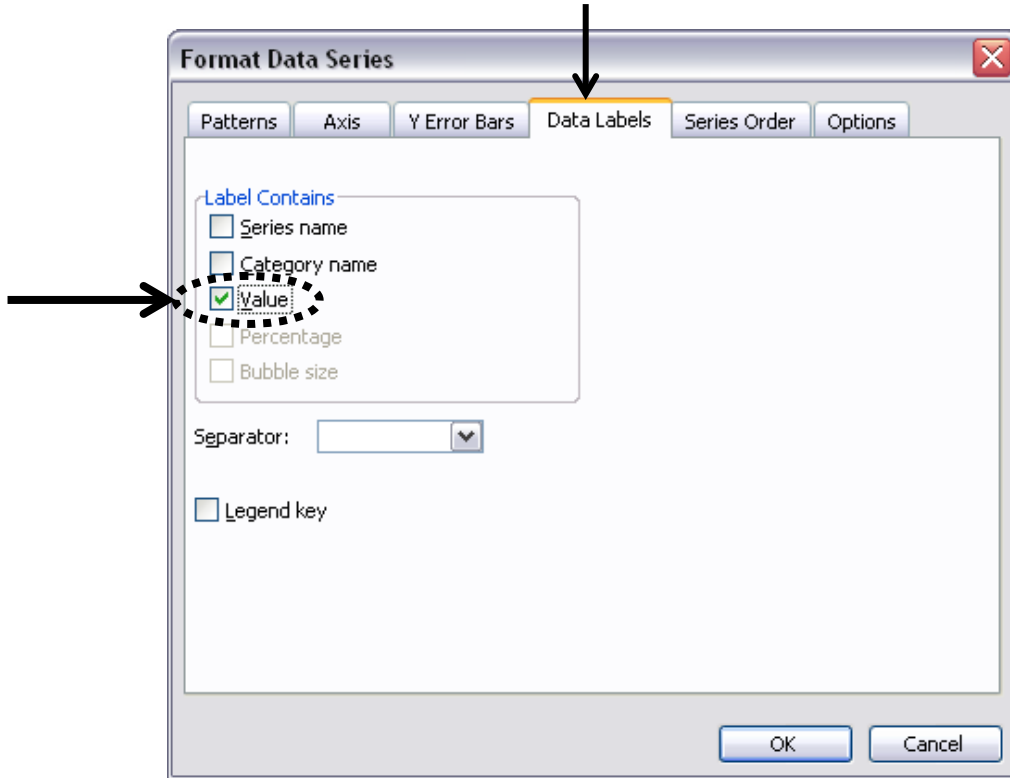 Format Data Series
Patterns Axis Y Error Bars Data Labels Series Order Options
Label Contains
Series name
Category name
Value
Percentage
Bubble size
Separator:
Legend key
OK Cancel